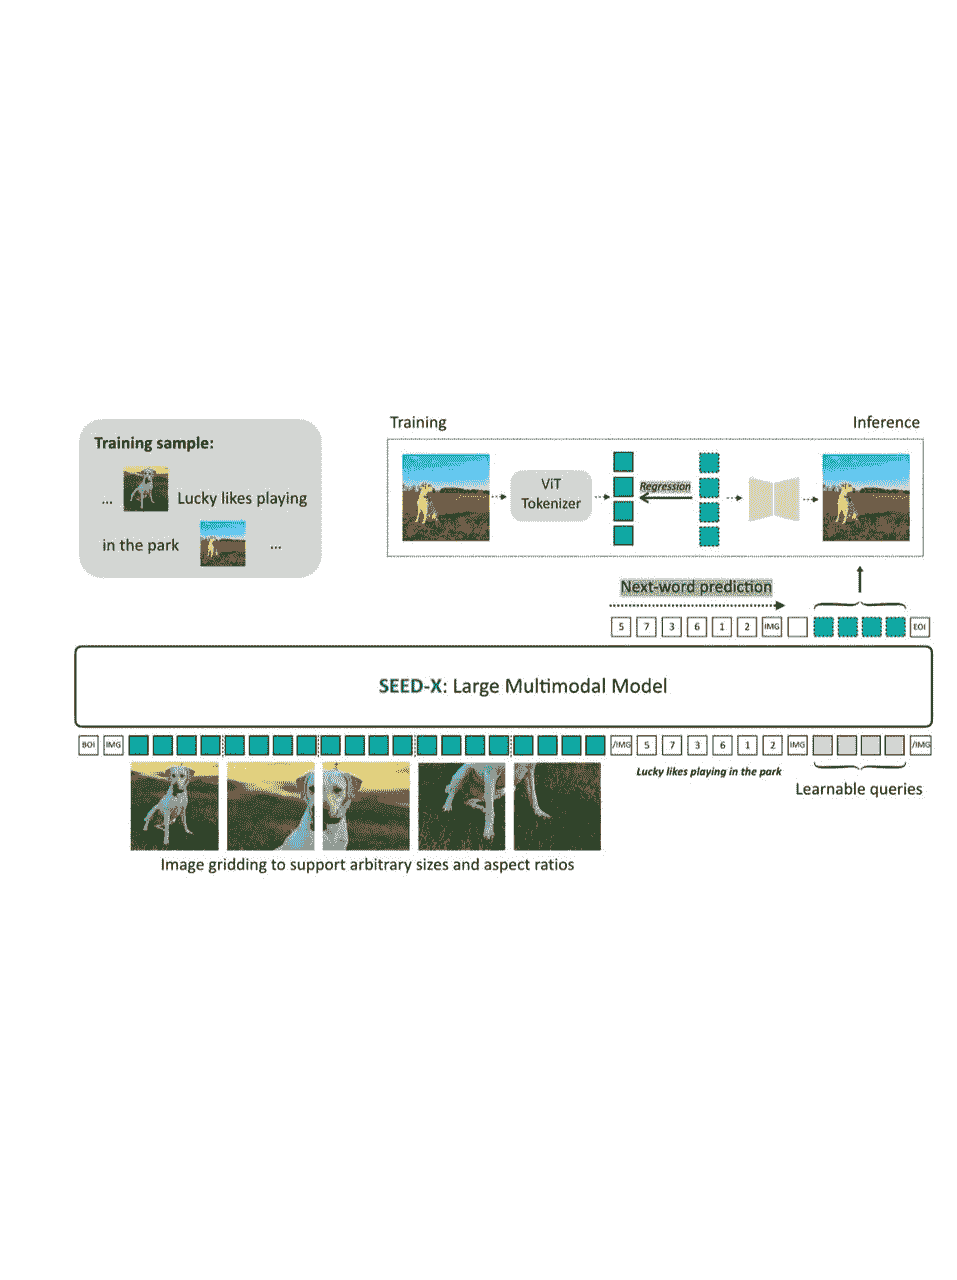 Training
Inference
Training sample:
... Lucky likes playing
in the park ...
ViT
Tokenizer
Regression
Next-word prediction
5 7 3 6 1 2 IMG EOI
SEED-X: Large Multimodal Model
BOI IMG /IMG 5 7 3 6 1 2 IMG /IMG
Lucky likes playing in the park
Learnable queries
Image gridding to support arbitrary sizes and aspect ratios